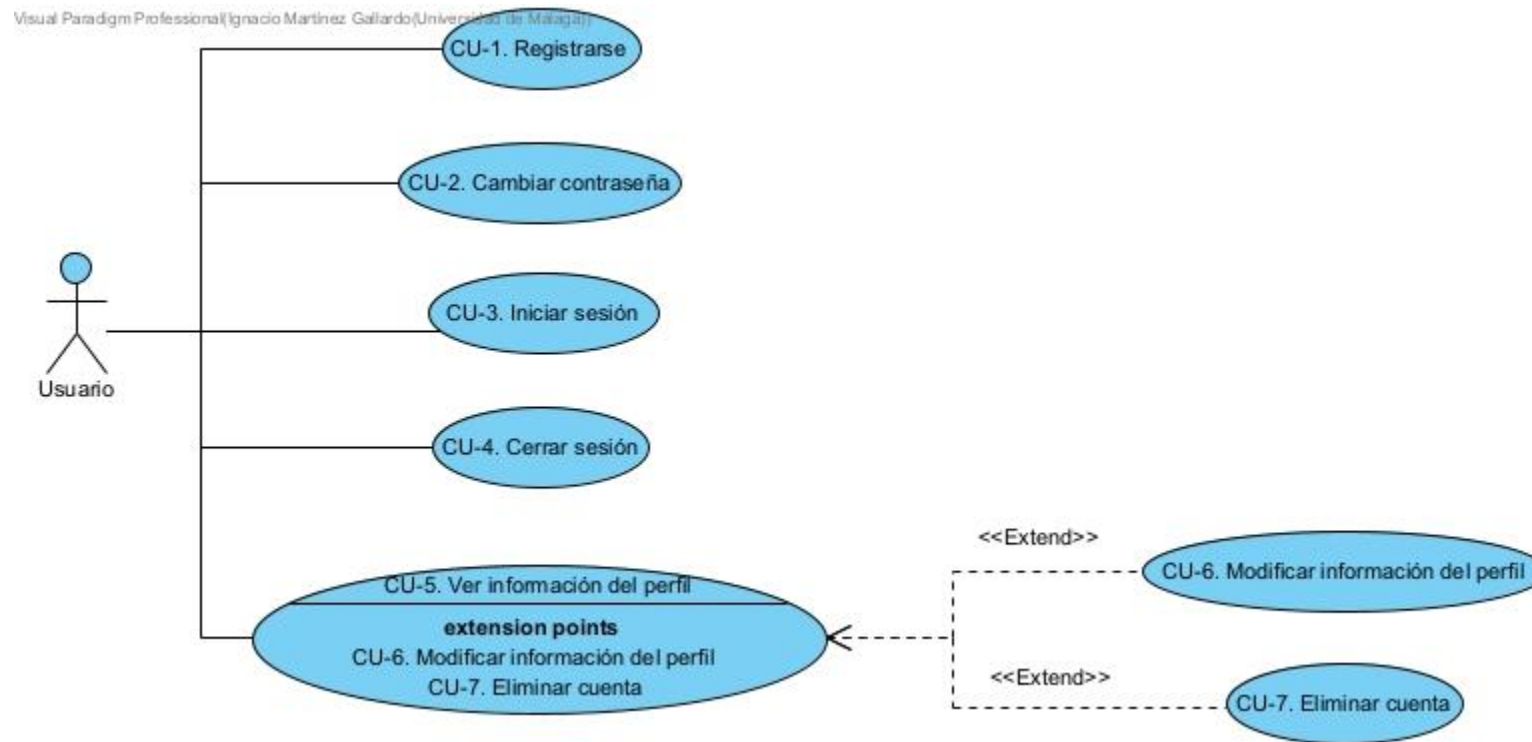 Visual Paradigm Professional(Ignacio Martínez Gallardo(Universidad de Málaga))
CU-1. Registrarse
CU-2. Cambiar contraseña
CU-3. Iniciar sesión
Usuario
CU-4. Cerrar sesión
CU-5. Ver información del perfil
extension points
CU-6. Modificar información del perfil
CU-7. Eliminar cuenta
<<Extend>>
CU-6. Modificar información del perfil
<<Extend>>
CU-7. Eliminar cuenta